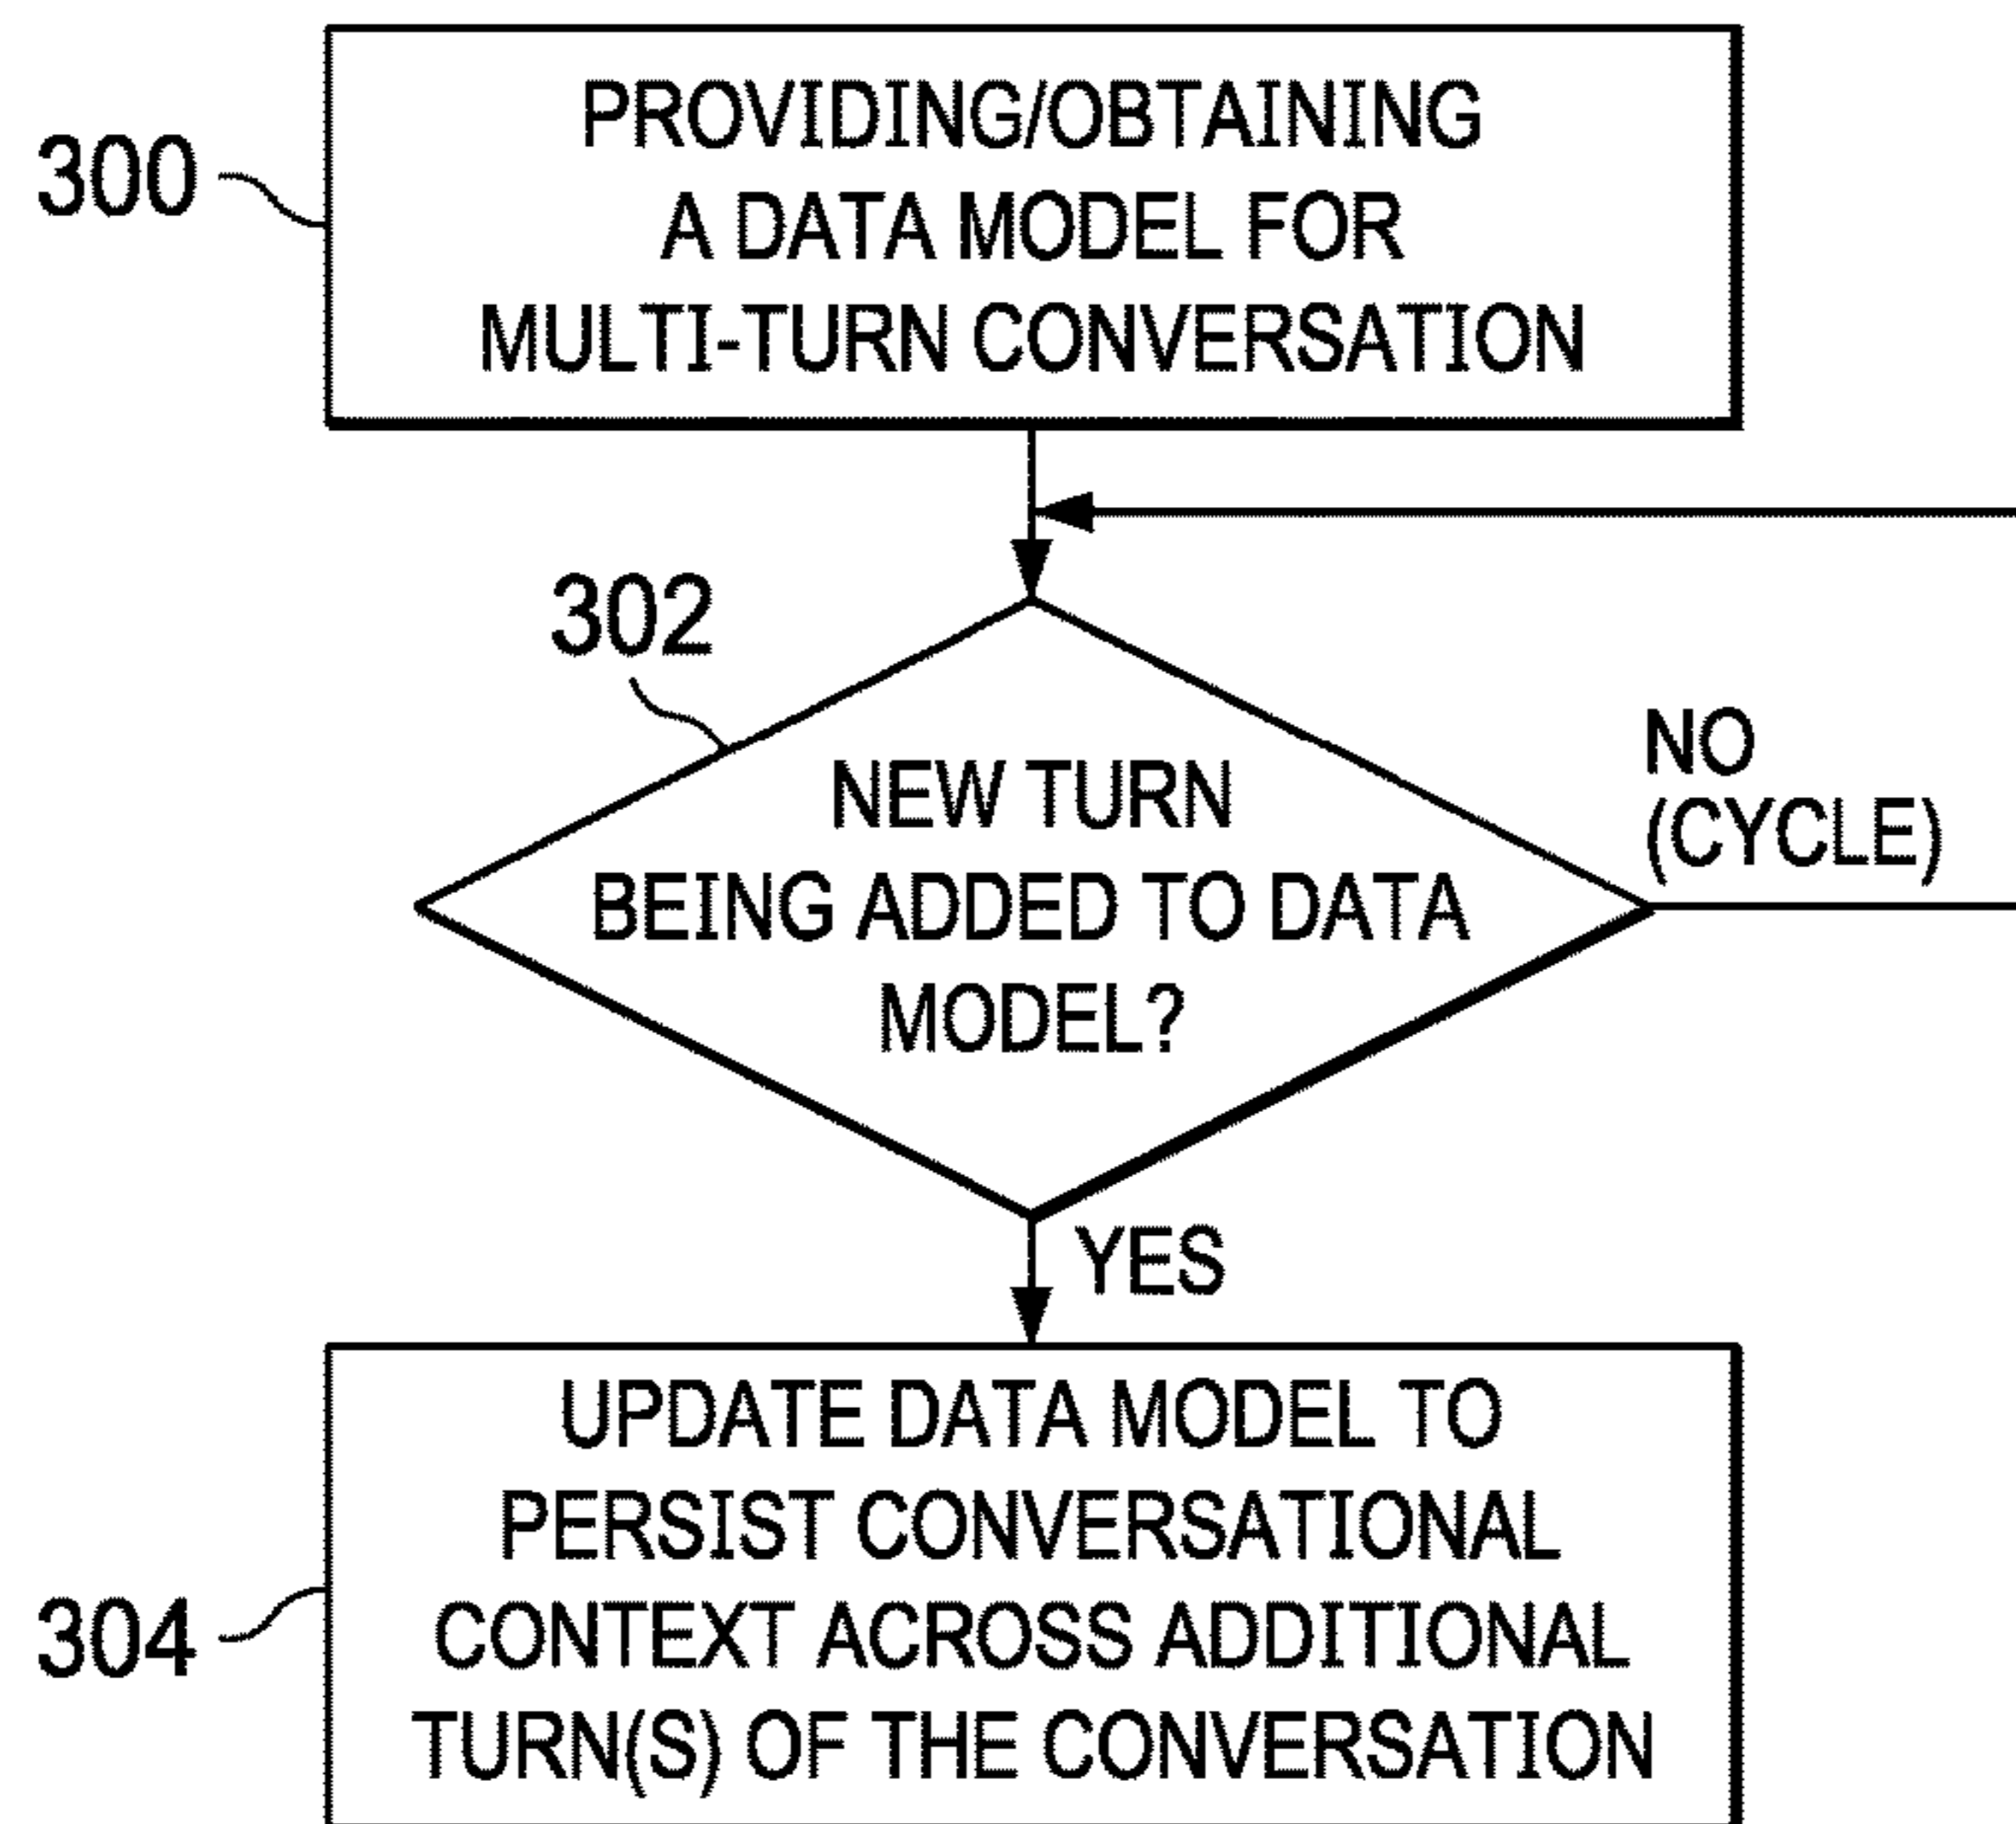 300
PROVIDING/OBTAINING
A DATA MODEL FOR
MULTI-TURN CONVERSATION
302
NEW TURN
BEING ADDED TO DATA
MODEL?
NO
(CYCLE)
YES
304
UPDATE DATA MODEL TO
PERSIST CONVERSATIONAL
CONTEXT ACROSS ADDITIONAL
TURN(S) OF THE CONVERSATION